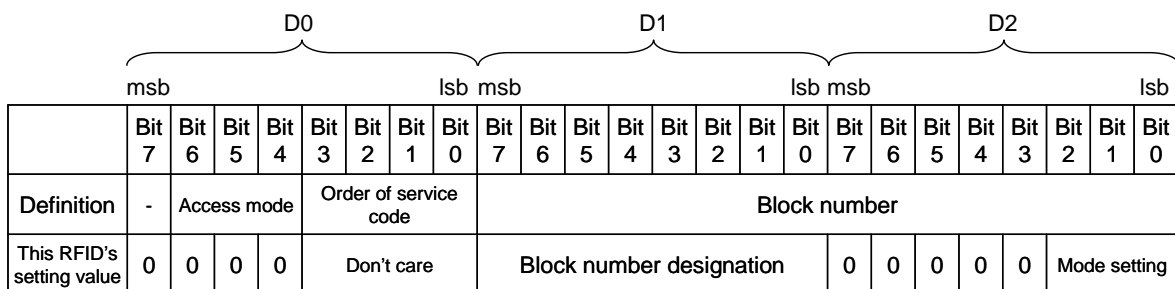 D0 D1 D2
msb lsb msb lsb msb lsb
Bit 7 Bit 6 Bit 5 Bit 4 Bit 3 Bit 2 Bit 1 Bit 0 Bit 7 Bit 6 Bit 5 Bit 4 Bit 3 Bit 2 Bit 1 Bit 0 Bit 7 Bit 6 Bit 5 Bit 4 Bit 3 Bit 2 Bit 1 Bit 0
Definition - Access mode Order of service code Block number
This RFID's setting value 0 0 0 0 Don't care Block number designation 0 0 0 0 0 Mode setting